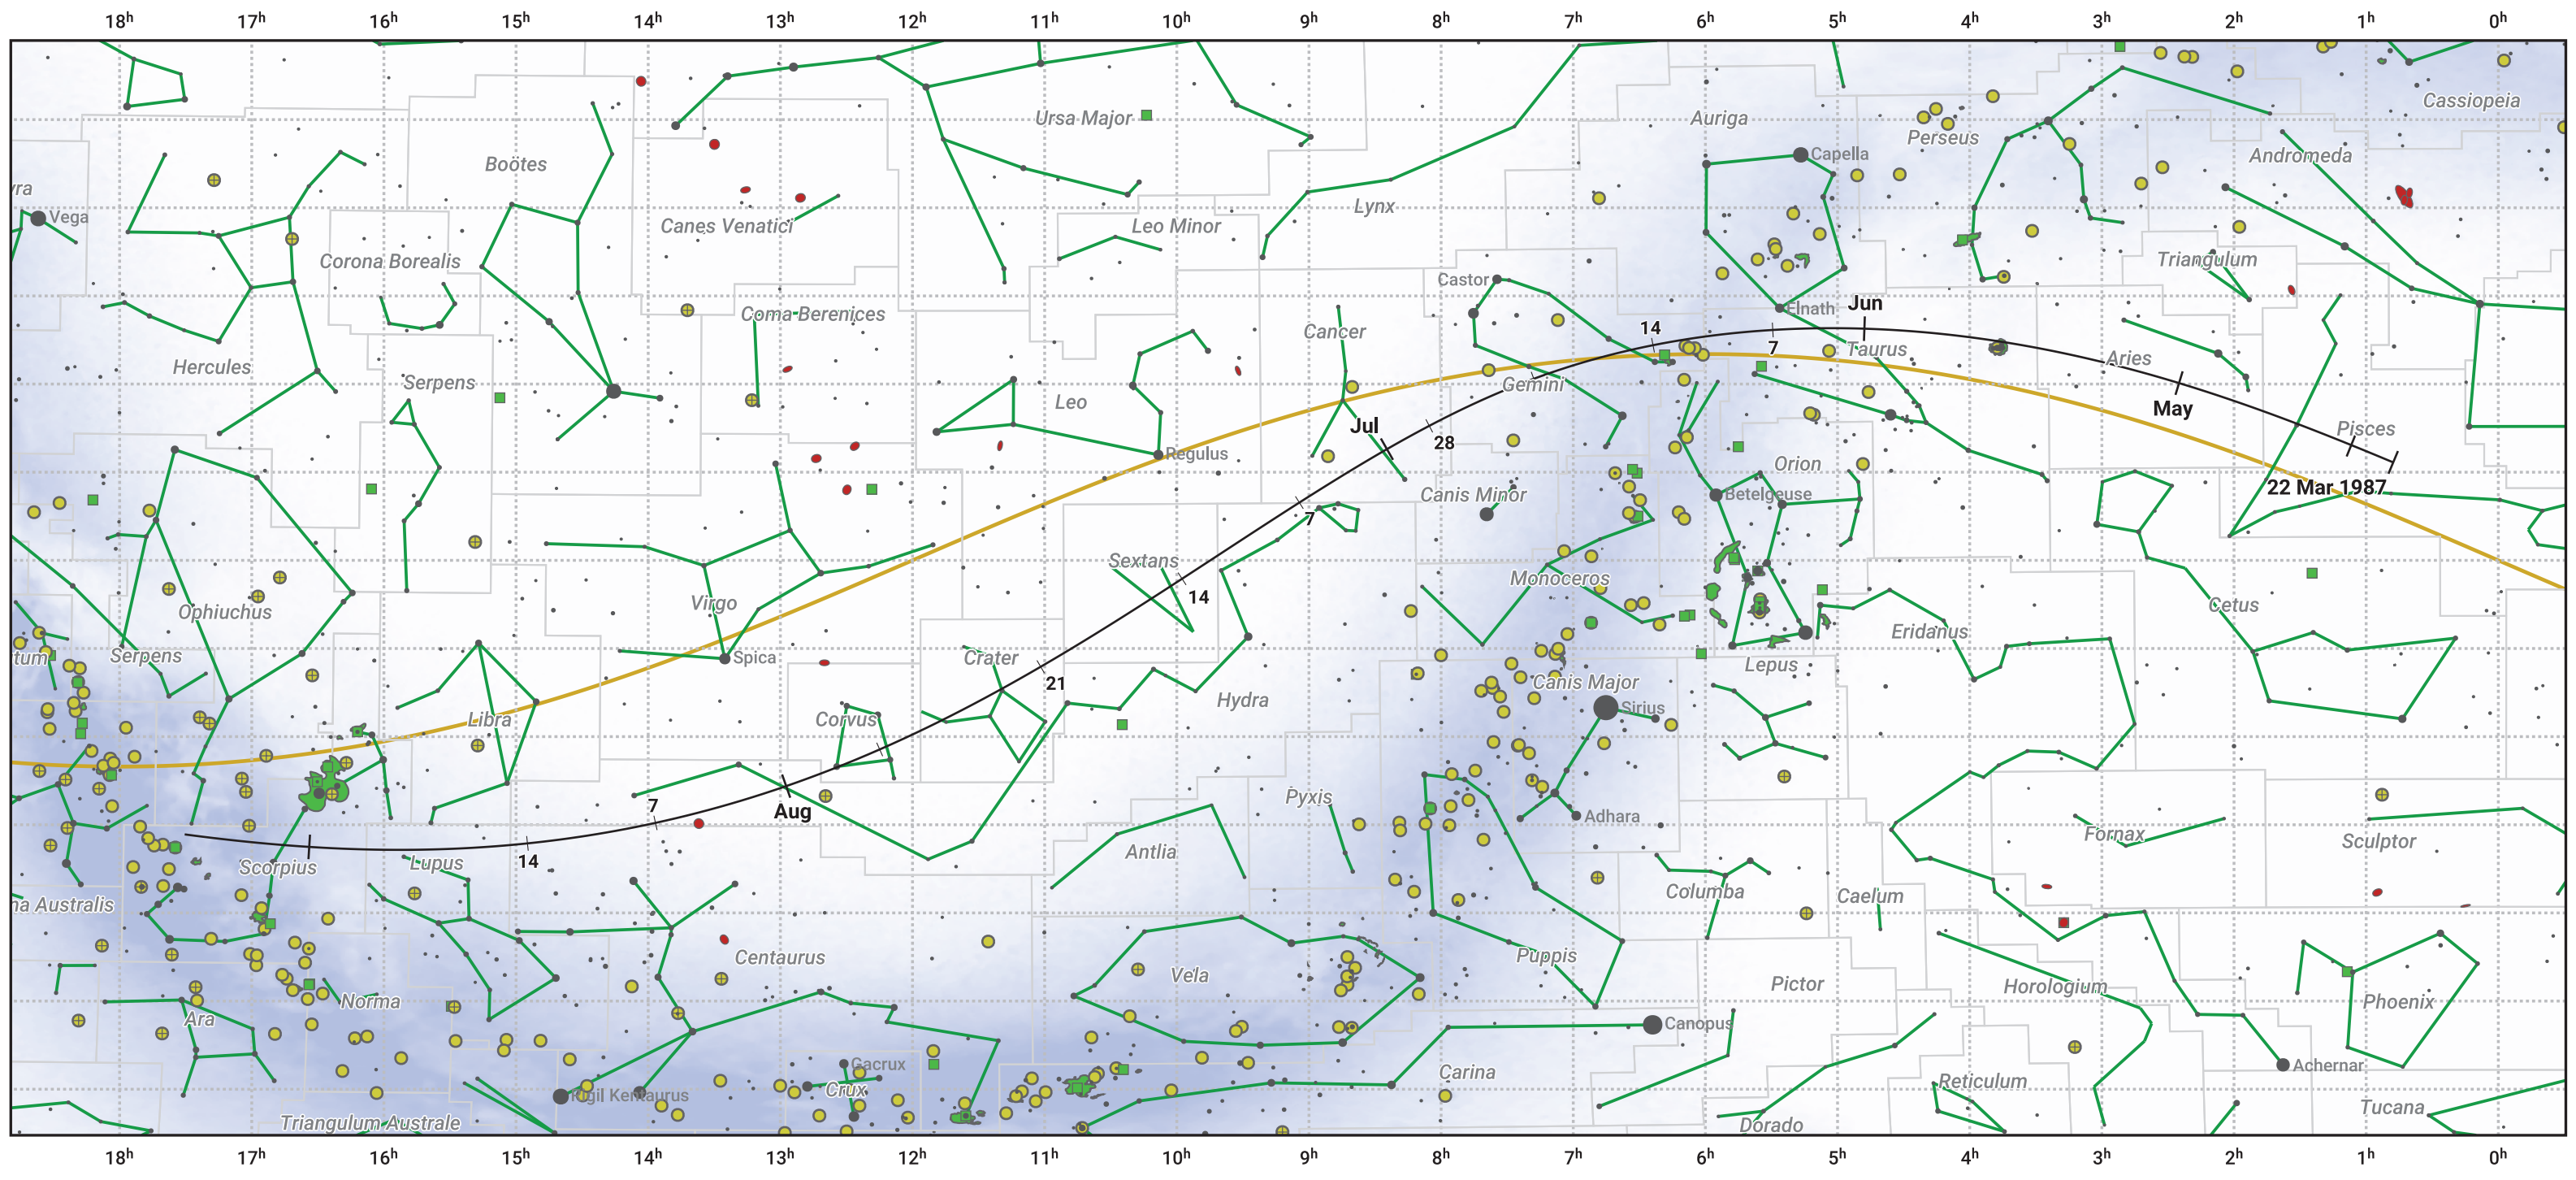 18h 17h 16h 15h 14h 13h 12h 11h 10h 9h 8h 7h 6h 5h 4h 3h 2h 1h 0h
Cassiopeia
Ursa Major
Auriga
Perseus
Capella
Boötes
Andromeda
yra
Vega
Canes Venatici
Leo Minor
Lynx
Corona Borealis
Triangulum
Castor
Elnath
Jun
Coma Berenices
Cancer
14
7
Taurus
Aries
Hercules
Serpens
Gemini
Leo
May
Jul
28
Pisces
Regulus
Orion
22 Mar 1987
Canis Minor
Betelgeuse
7
Sextans
Monoceros
14
Virgo
Ophiuchus
Cetus
Eridanus
tum
Serpens
Spica
Crater
Lepus
21
Canis Major
Hydra
Sirius
Libra
Corvus
Pyxis
7
Aug
Adhara
Fornax
Sculptor
14
Antlia
Scorpius
Lupus
Columba
Caelum
na Australis
Centaurus
Puppis
Vela
Pictor
Horologium
Norma
Phoenix
Ara
Canopus
Gacrux
Achernar
Carina
Reticulum
Rigil Kentaurus
Crux
Tucana
Triangulum Australe
Dorado
18h 17h 16h 15h 14h 13h 12h 11h 10h 9h 8h 7h 6h 5h 4h 3h 2h 1h 0h